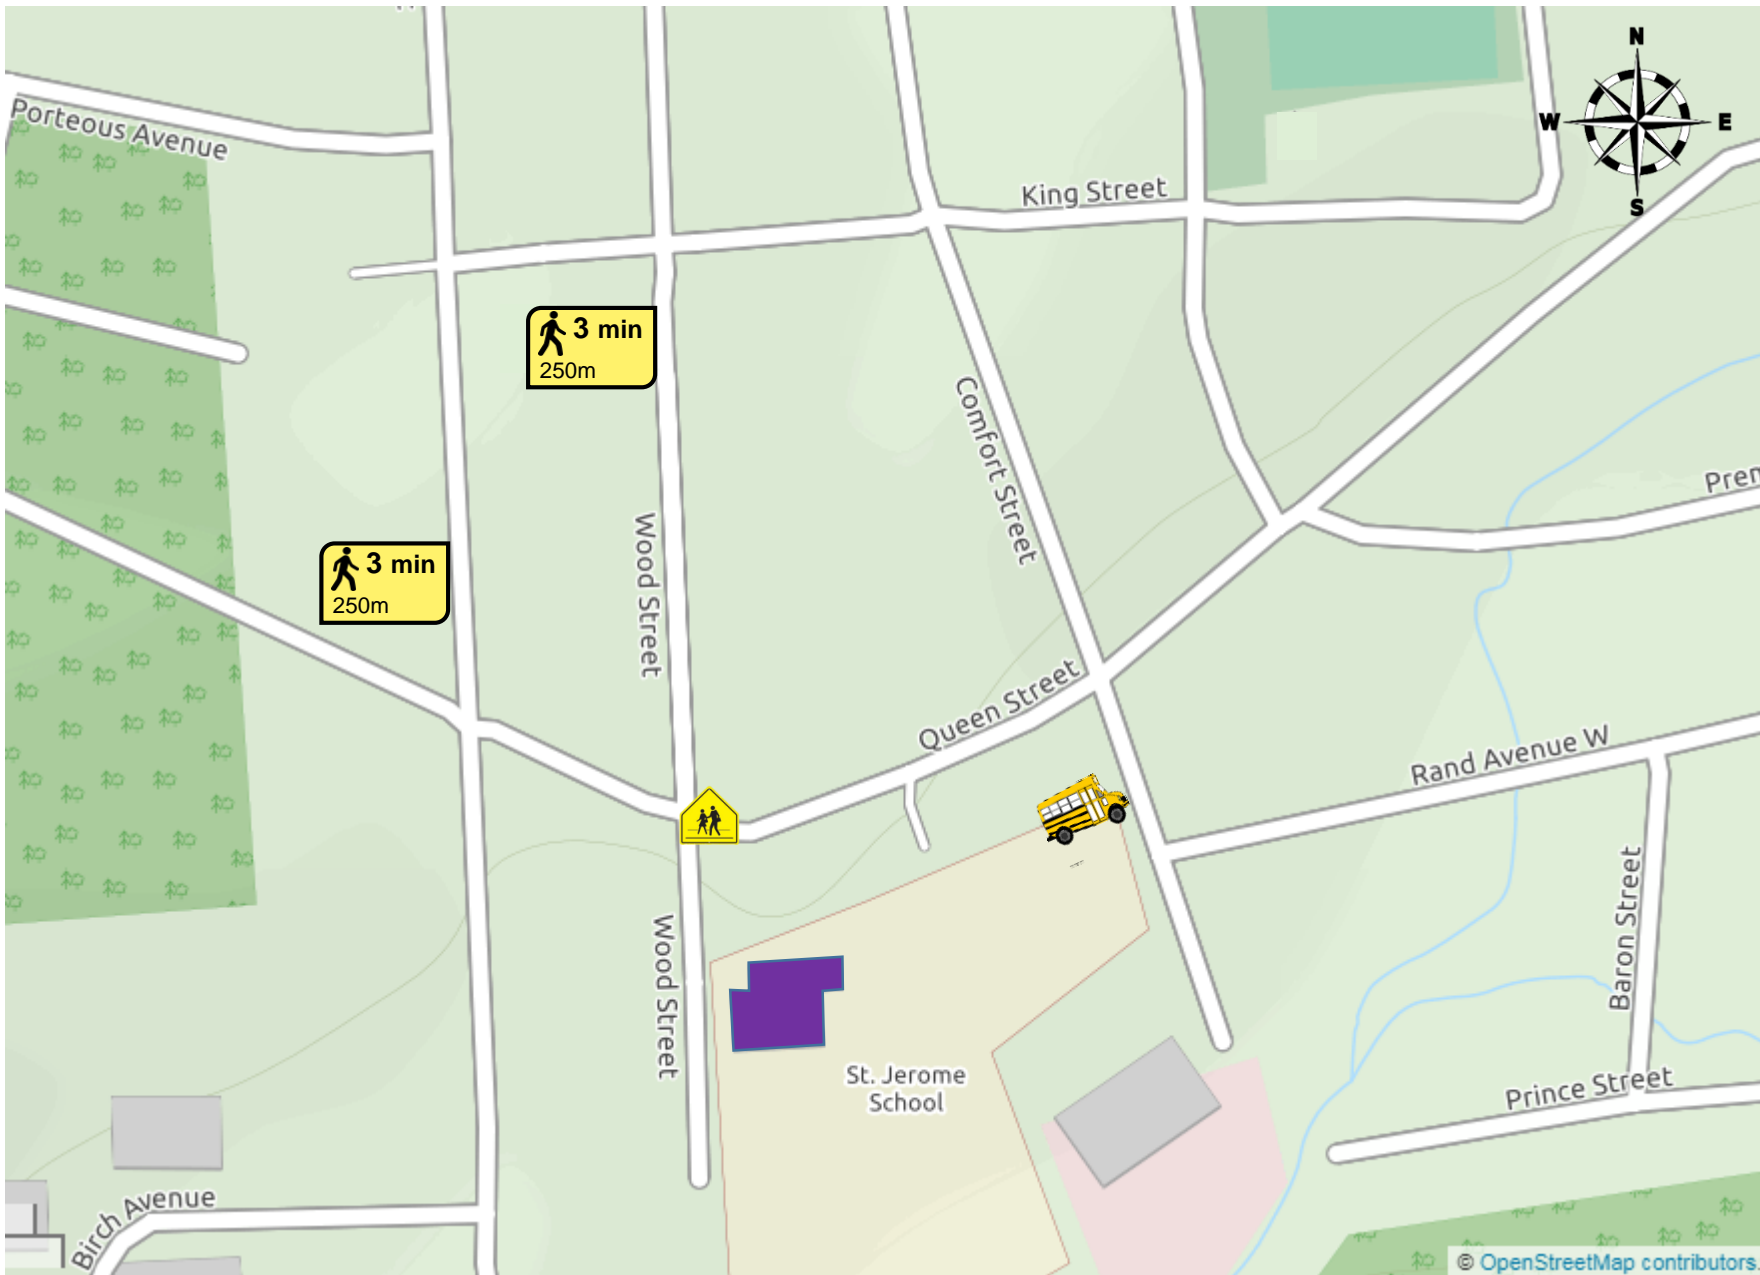 N
W
E
S
Porteous Avenue
King Street
3 min
250m
Comfort Street
Pren
3 min
250m
Wood Street
Queen Street
Rand Avenue W
Baron Street
Wood Street
St. Jerome
School
Prince Street
Birch Avenue
© OpenStreetMap contributors